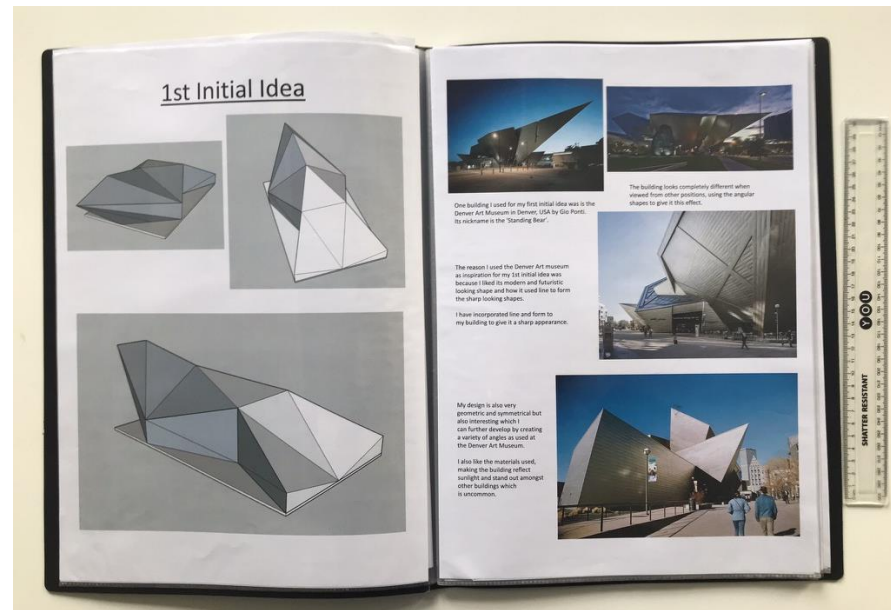 1st Initial Idea
One building I used for my first initial idea was is the
Denver Art Museum in Denver, USA by Gio Ponti.
Its nickname is the 'Standing Bear'.
The building looks completely different when
viewed from other positions, using the angular
shapes to give it this effect.
The reason I used the Denver Art museum
as inspiration for my 1st initial idea was
because I liked its modern and futuristic
looking shape and how it used line to form
the sharp looking shapes.
I have incorporated line and form to
my building to give it a sharp appearance.
My design is also very
geometric and symmetrical but
also interesting which I
can further develop by creating
a variety of angles as used at
the Denver Art Museum.
I also like the materials used,
making the building reflect
sunlight and stand out amongst
other buildings which
is uncommon.
YOU
SHATTER RESISTANT